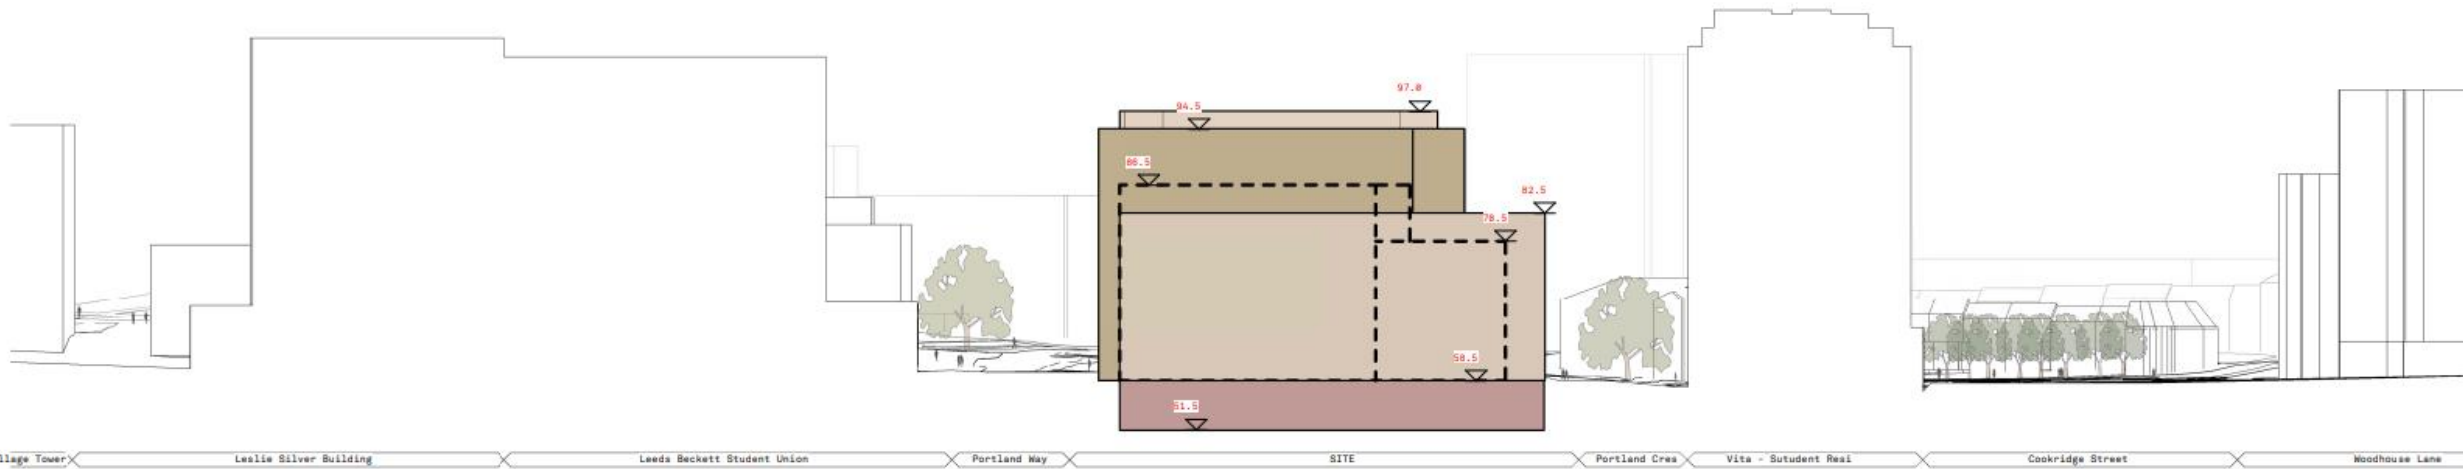 97.0
94.5
86.5
82.5
78.5
58.5
51.5
llage Tower
Leslie Silver Building
Leeds Beckett Student Union
Portland Way
SITE
Portland Cres
Vita - Sutudent Resi
Cookridge Street
Woodhouse Lane